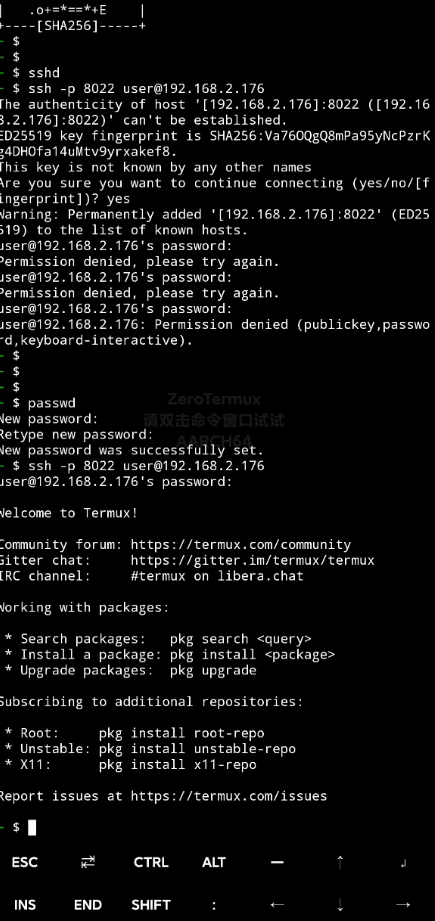 |   .o+=*==*+E    |
+----[SHA256]-----+
~ $
~ $
~ $ sshd
~ $ ssh -p 8022 user@192.168.2.176
The authenticity of host '[192.168.2.176]:8022 ([192.16
8.2.176]:8022)' can't be established.
ED25519 key fingerprint is SHA256:Va76OQgQ8mPa95yNcPzrK
g4DHOfa14uMtv9yrxakef8.
This key is not known by any other names
Are you sure you want to continue connecting (yes/no/[f
ingerprint])? yes
Warning: Permanently added '[192.168.2.176]:8022' (ED25
519) to the list of known hosts.
user@192.168.2.176's password:
Permission denied, please try again.
user@192.168.2.176's password:
Permission denied, please try again.
user@192.168.2.176's password:
user@192.168.2.176: Permission denied (publickey,passwo
rd,keyboard-interactive).
~ $
~ $
~ $
~ $ passwd
ZeroTermux
New password:
请双击命令窗口试试
Retype new password:
AARCH64
New password was successfully set.
~ $ ssh -p 8022 user@192.168.2.176
user@192.168.2.176's password:
Welcome to Termux!
Community forum: https://termux.com/community
Gitter chat:     https://gitter.im/termux/termux
IRC channel:     #termux on libera.chat
Working with packages:
 * Search packages:   pkg search <query>
 * Install a package: pkg install <package>
 * Upgrade packages:  pkg upgrade
Subscribing to additional repositories:
 * Root:     pkg install root-repo
 * Unstable: pkg install unstable-repo
 * X11:      pkg install x11-repo
Report issues at https://termux.com/issues
~ $
ESC ⇄ CTRL ALT — ↑ ↲
INS END SHIFT : ← ↓ →